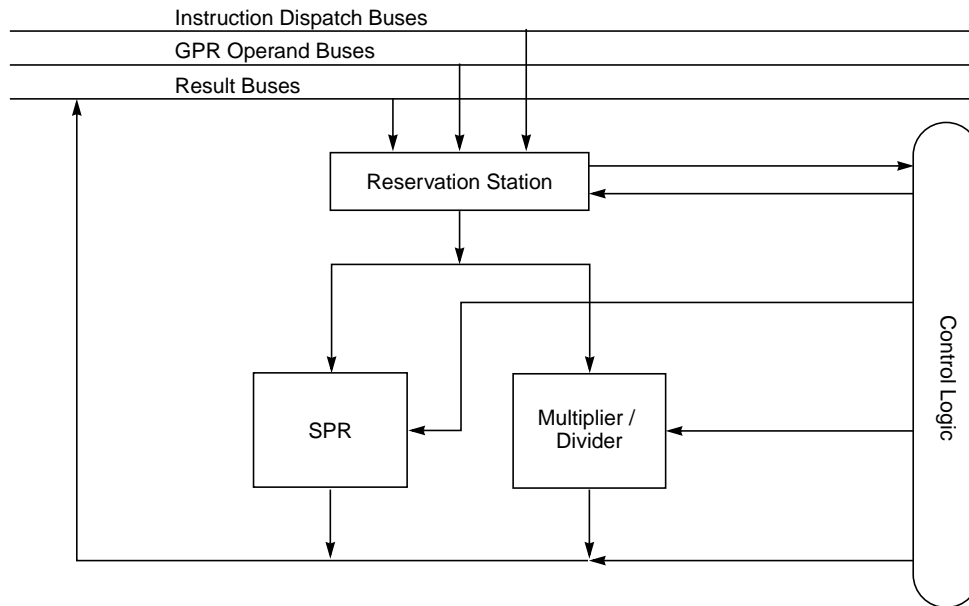 Instruction Dispatch Buses
GPR Operand Buses
Result Buses
Reservation Station
Control Logic
SPR
Multiplier /
Divider